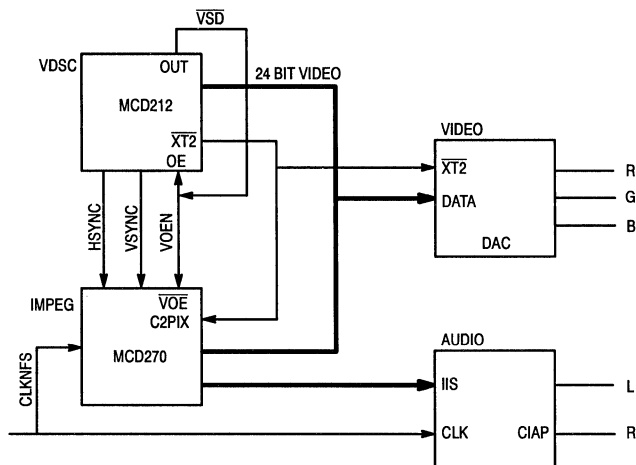 VSD
VDSC
OUT
24 BIT VIDEO
MCD212
XT2
OE
VIDEO
XT2
DATA
DAC
R
G
B
HSYNC
VSYNC
VOEN
IMPEG
VOE
C2PIX
MCD270
CLKNFS
AUDIO
IIS
CLK
CIAP
L
R